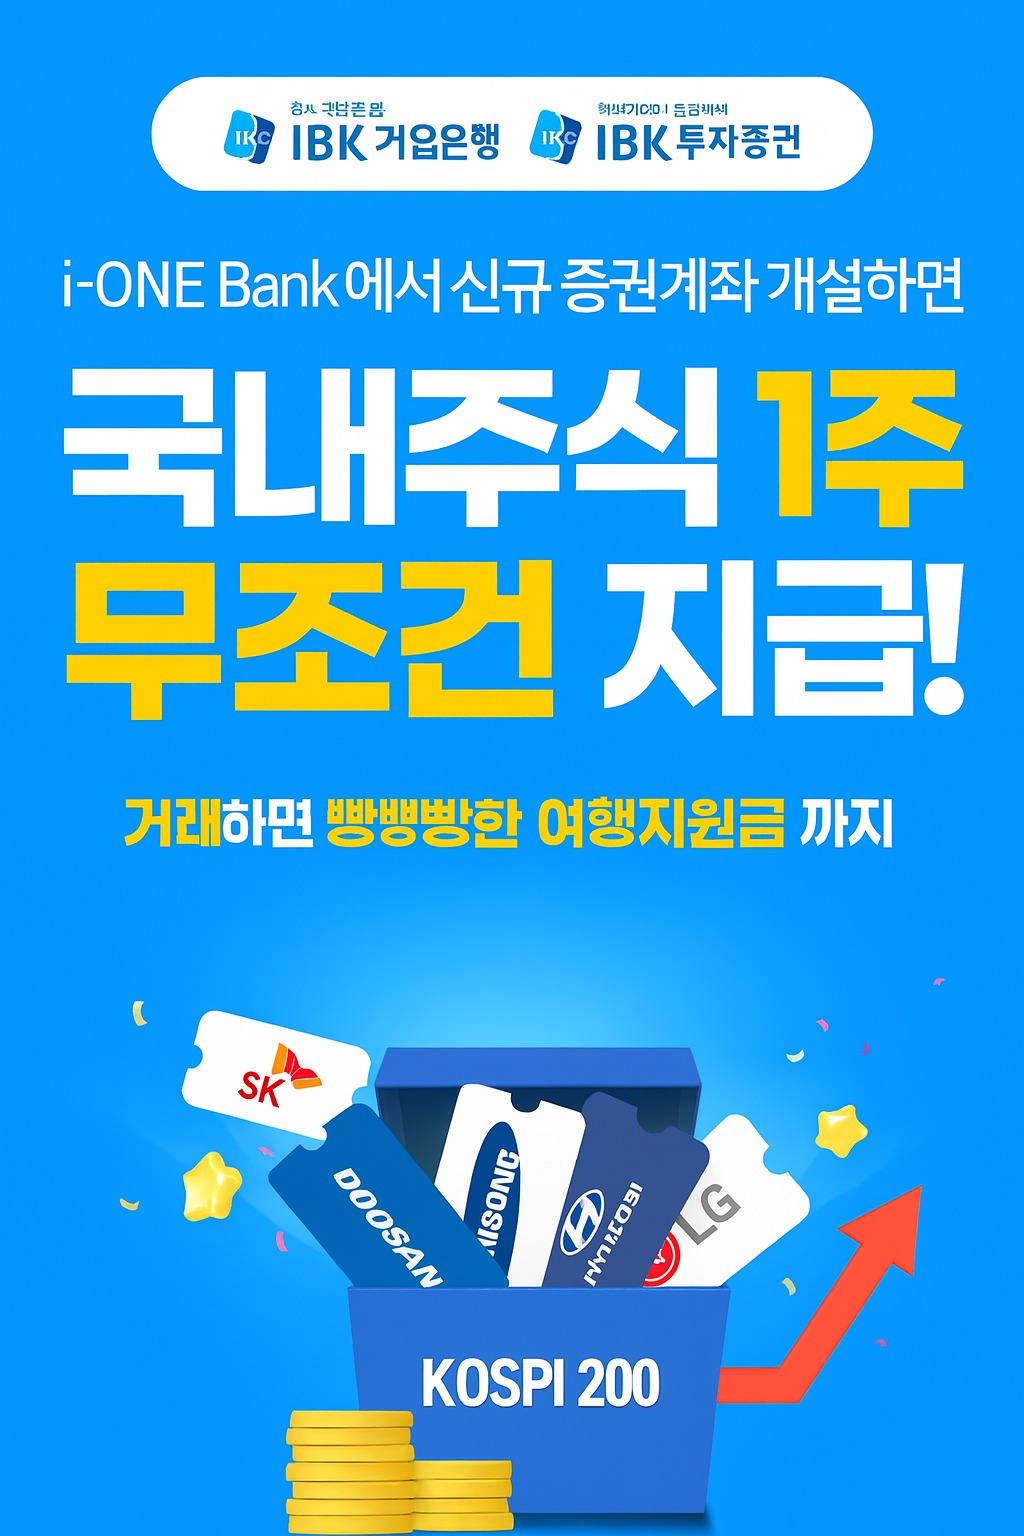 IBK 거읍은행 IBK 투자종권
i-ONE Bank에서 신규 증권계좌 개설하면
국내주식 1주
무조건 지급!
거래하면 빵빵빵한 여행지원금 까지
SK
DOOSAN
LG
KOSPI 200